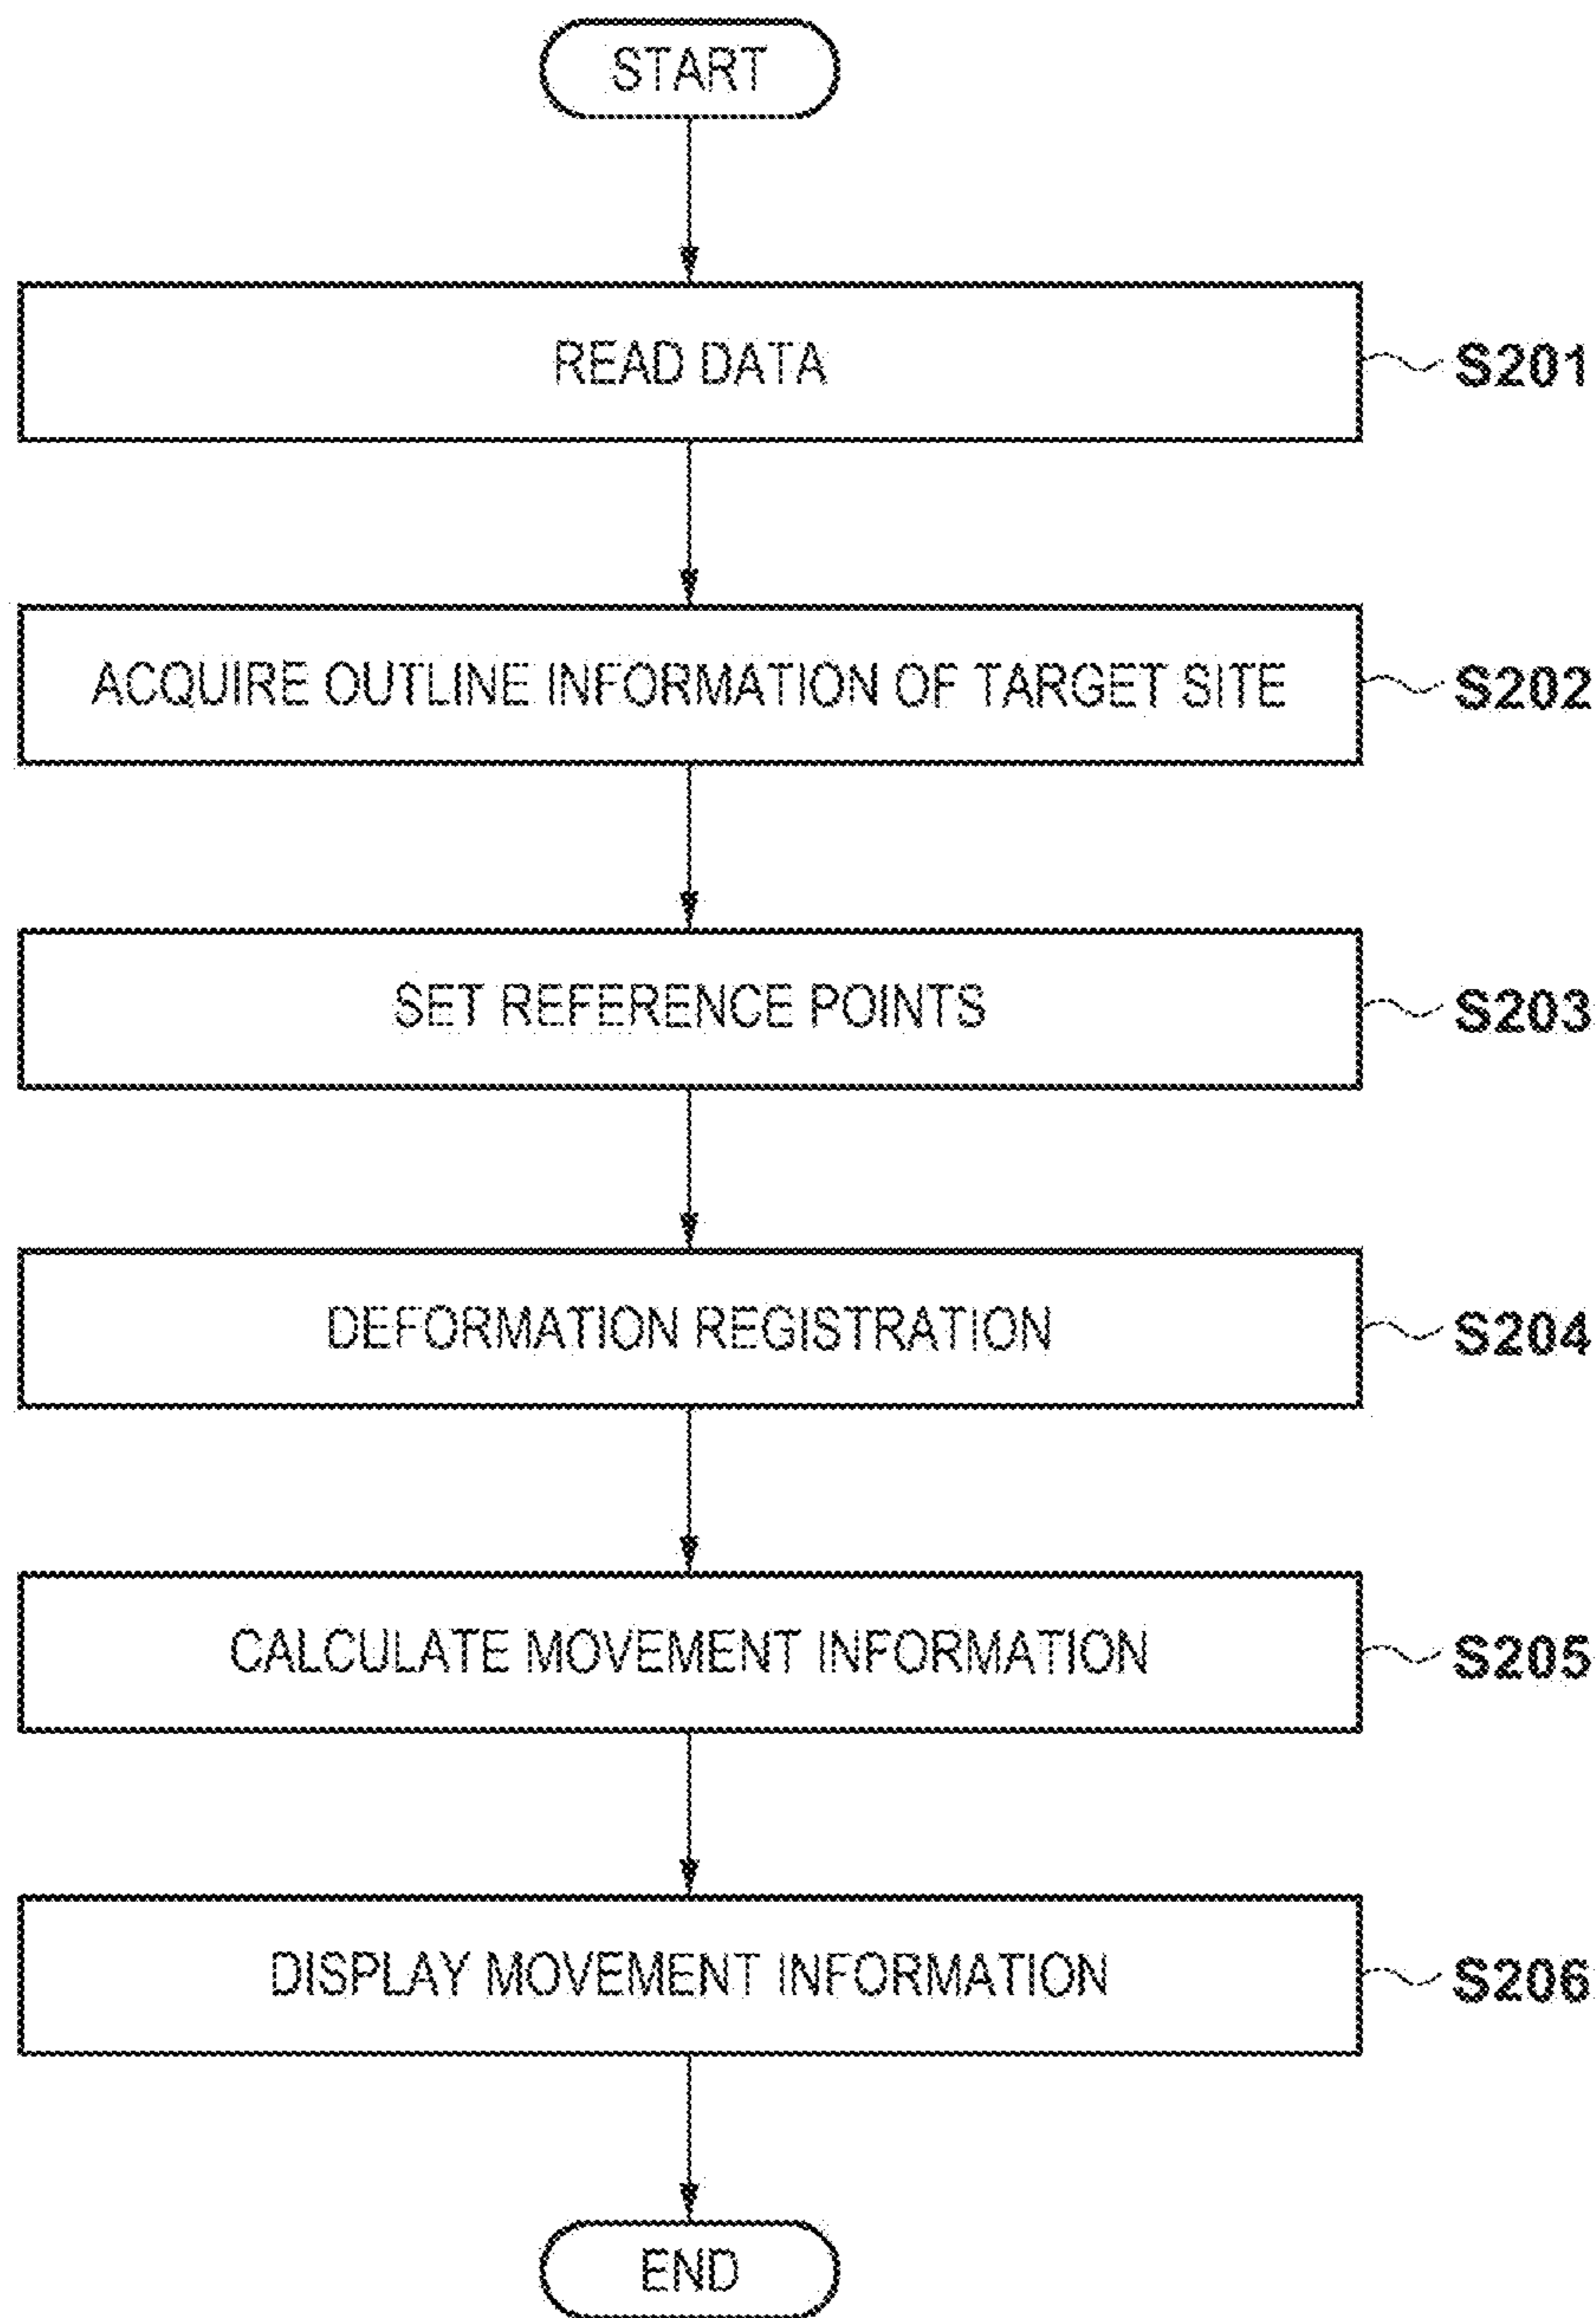 START
READ DATA
S201
ACQUIRE OUTLINE INFORMATION OF TARGET SITE
S202
SET REFERENCE POINTS
S203
DEFORMATION REGISTRATION
S204
CALCULATE MOVEMENT INFORMATION
S205
DISPLAY MOVEMENT INFORMATION
S206
END